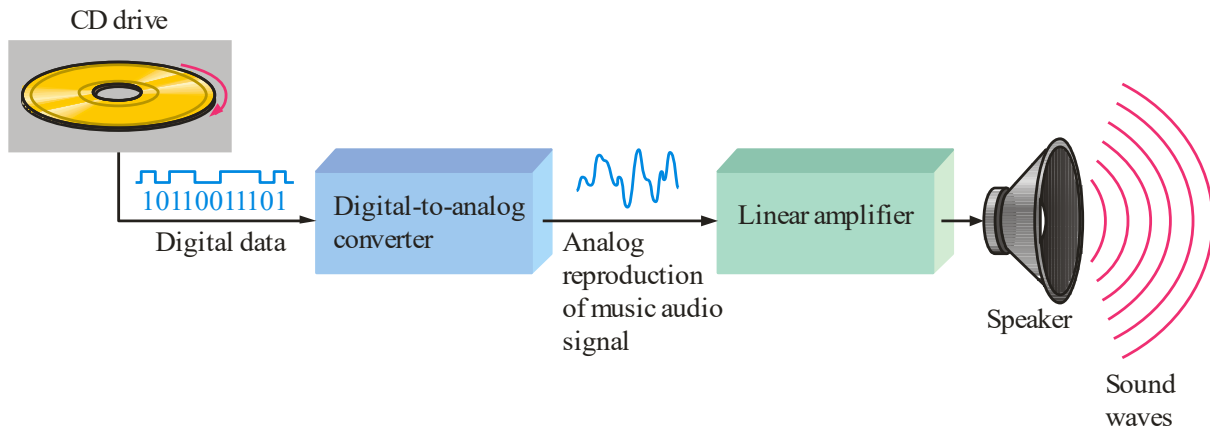 CD drive
10110011101
Digital data
Digital-to-analog
converter
Analog
reproduction
of music audio
signal
Linear amplifier
Speaker
Sound
waves